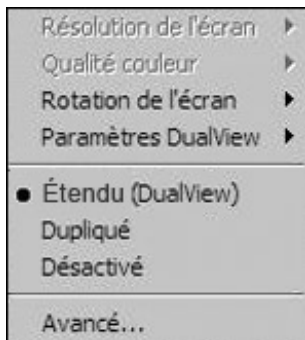 Résolution de l'écran
Qualité couleur
Rotation de l'écran
Paramètres DualView
Étendu (DualView)
Dupliqué
Désactivé
Avancé...